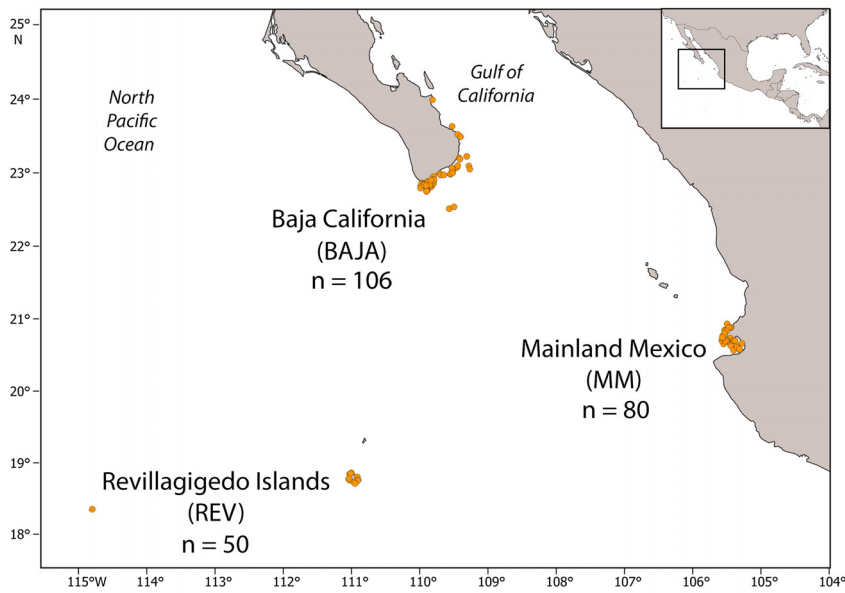 25°
N
24°
23°
22°
21°
20°
19°
18°
North
Pacific
Ocean
Gulf of
California
Baja California
(BAJA)
n = 106
Mainland Mexico
(MM)
n = 80
Revillagigedo Islands
(REV)
n = 50
115°W 114° 113° 112° 111° 110° 109° 108° 107° 106° 105° 104°